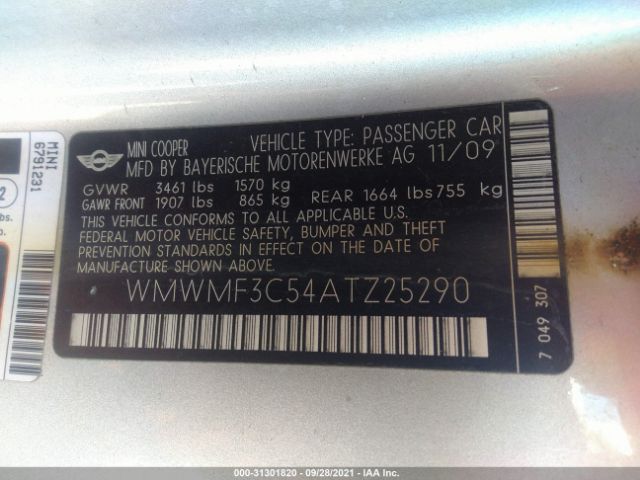 MINI COOPER VEHICLE TYPE: PASSENGER CAR
MFD BY BAYERISCHE MOTORENWERKE AG 11/09
GVWR 3461 lbs 1570 kg
GAWR FRONT 1907 lbs 865 kg REAR 1664 lbs 755 kg
THIS VEHICLE CONFORMS TO ALL APPLICABLE U.S.
FEDERAL MOTOR VEHICLE SAFETY, BUMPER AND THEFT
PREVENTION STANDARDS IN EFFECT ON THE DATE OF
MANUFACTURE SHOWN ABOVE.
WMWMF3C54ATZ25290
7 049 307
MINI
6791231
2
lbs.
000-31301820 - 09/28/2021 - IAA Inc.